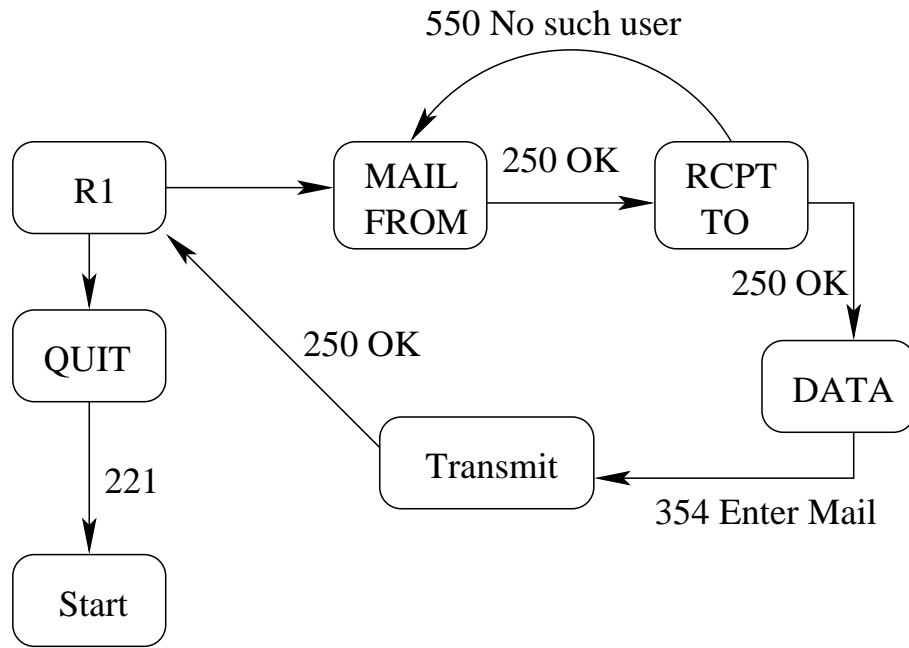 550 No such user
R1
MAIL
FROM
250 OK
RCPT
TO
250 OK
QUIT
250 OK
DATA
Transmit
221
354 Enter Mail
Start